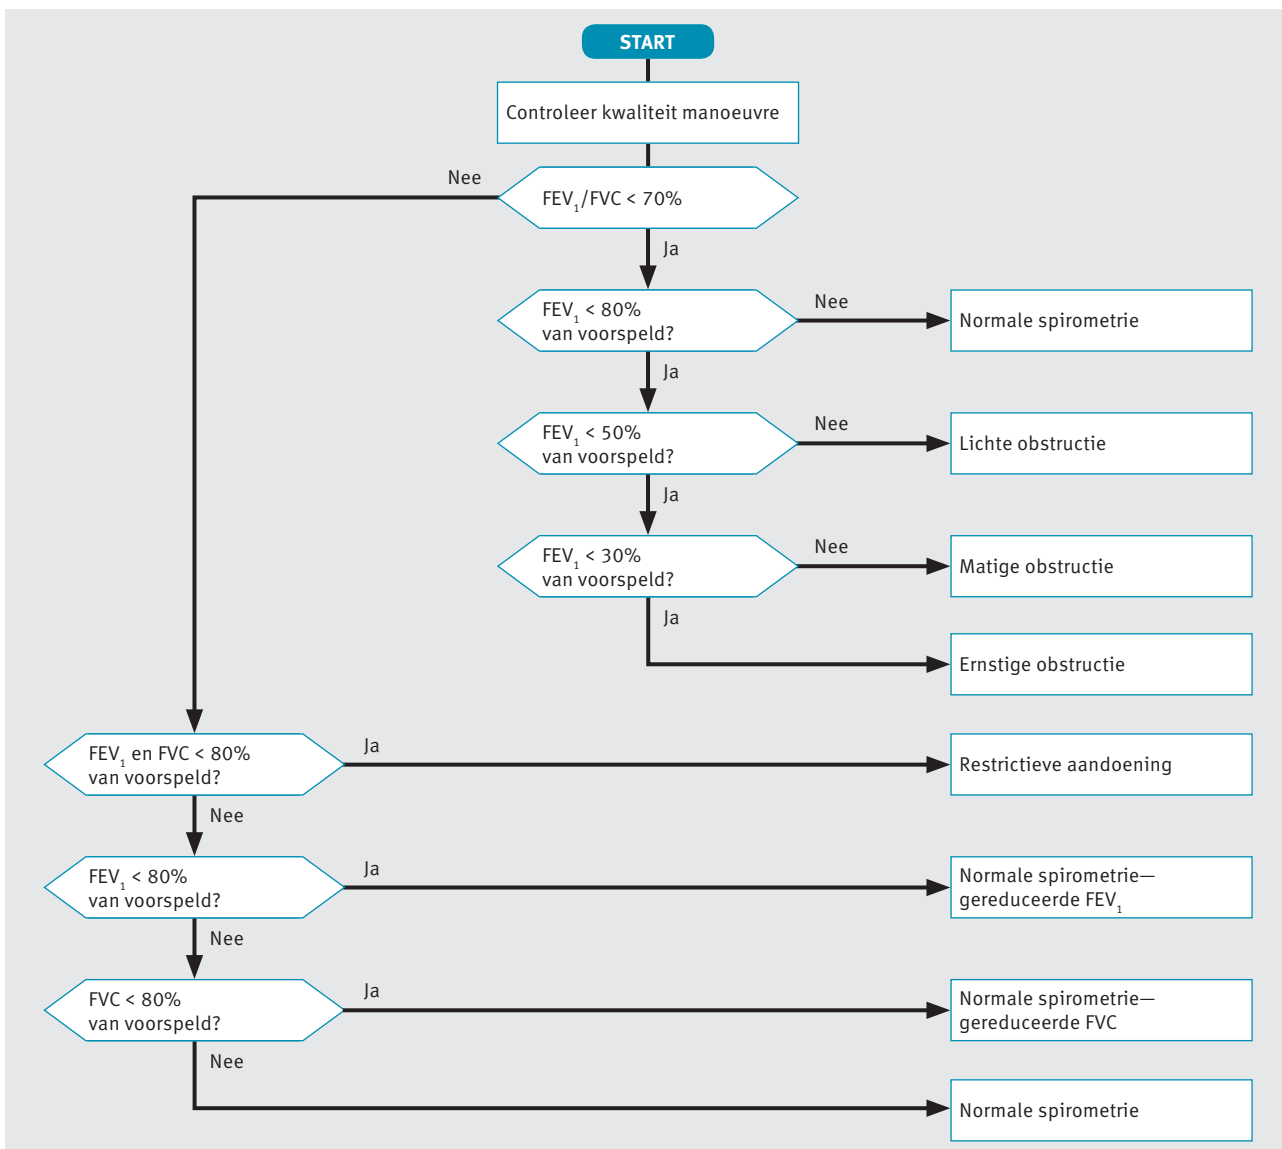 START
Controleer kwaliteit manoeuvre
Nee
FEV₁/FVC < 70%
Ja
FEV₁ < 80%
van voorspeld?
Nee
Normale spirometrie
Ja
FEV₁ < 50%
van voorspeld?
Nee
Lichte obstructie
Ja
FEV₁ < 30%
van voorspeld?
Nee
Matige obstructie
Ja
Ernstige obstructie
FEV₁ en FVC < 80%
van voorspeld?
Ja
Restrictieve aandoening
Nee
FEV₁ < 80%
van voorspeld?
Ja
Normale spirometrie—
gereduceerde FEV₁
Nee
FVC < 80%
van voorspeld?
Ja
Normale spirometrie—
gereduceerde FVC
Nee
Normale spirometrie